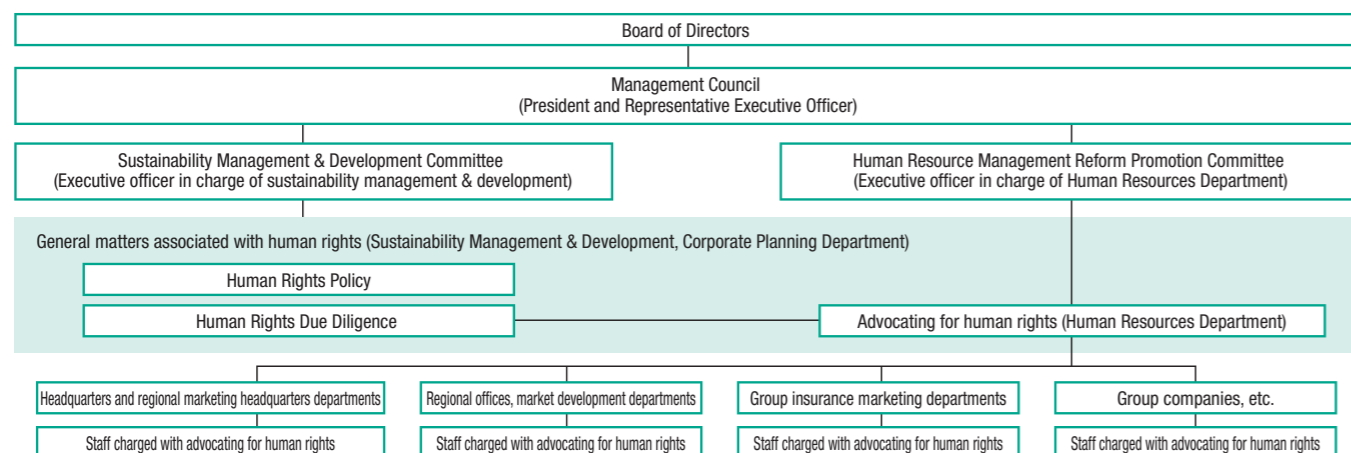 Board of Directors
Management Council
(President and Representative Executive Officer)
Sustainability Management & Development Committee
(Executive officer in charge of sustainability management & development)
Human Resource Management Reform Promotion Committee
(Executive officer in charge of Human Resources Department)
General matters associated with human rights (Sustainability Management & Development, Corporate Planning Department)
Human Rights Policy
Human Rights Due Diligence
Advocating for human rights (Human Resources Department)
Headquarters and regional marketing headquarters departments
Regional offices, market development departments
Group insurance marketing departments
Group companies, etc.
Staff charged with advocating for human rights
Staff charged with advocating for human rights
Staff charged with advocating for human rights
Staff charged with advocating for human rights